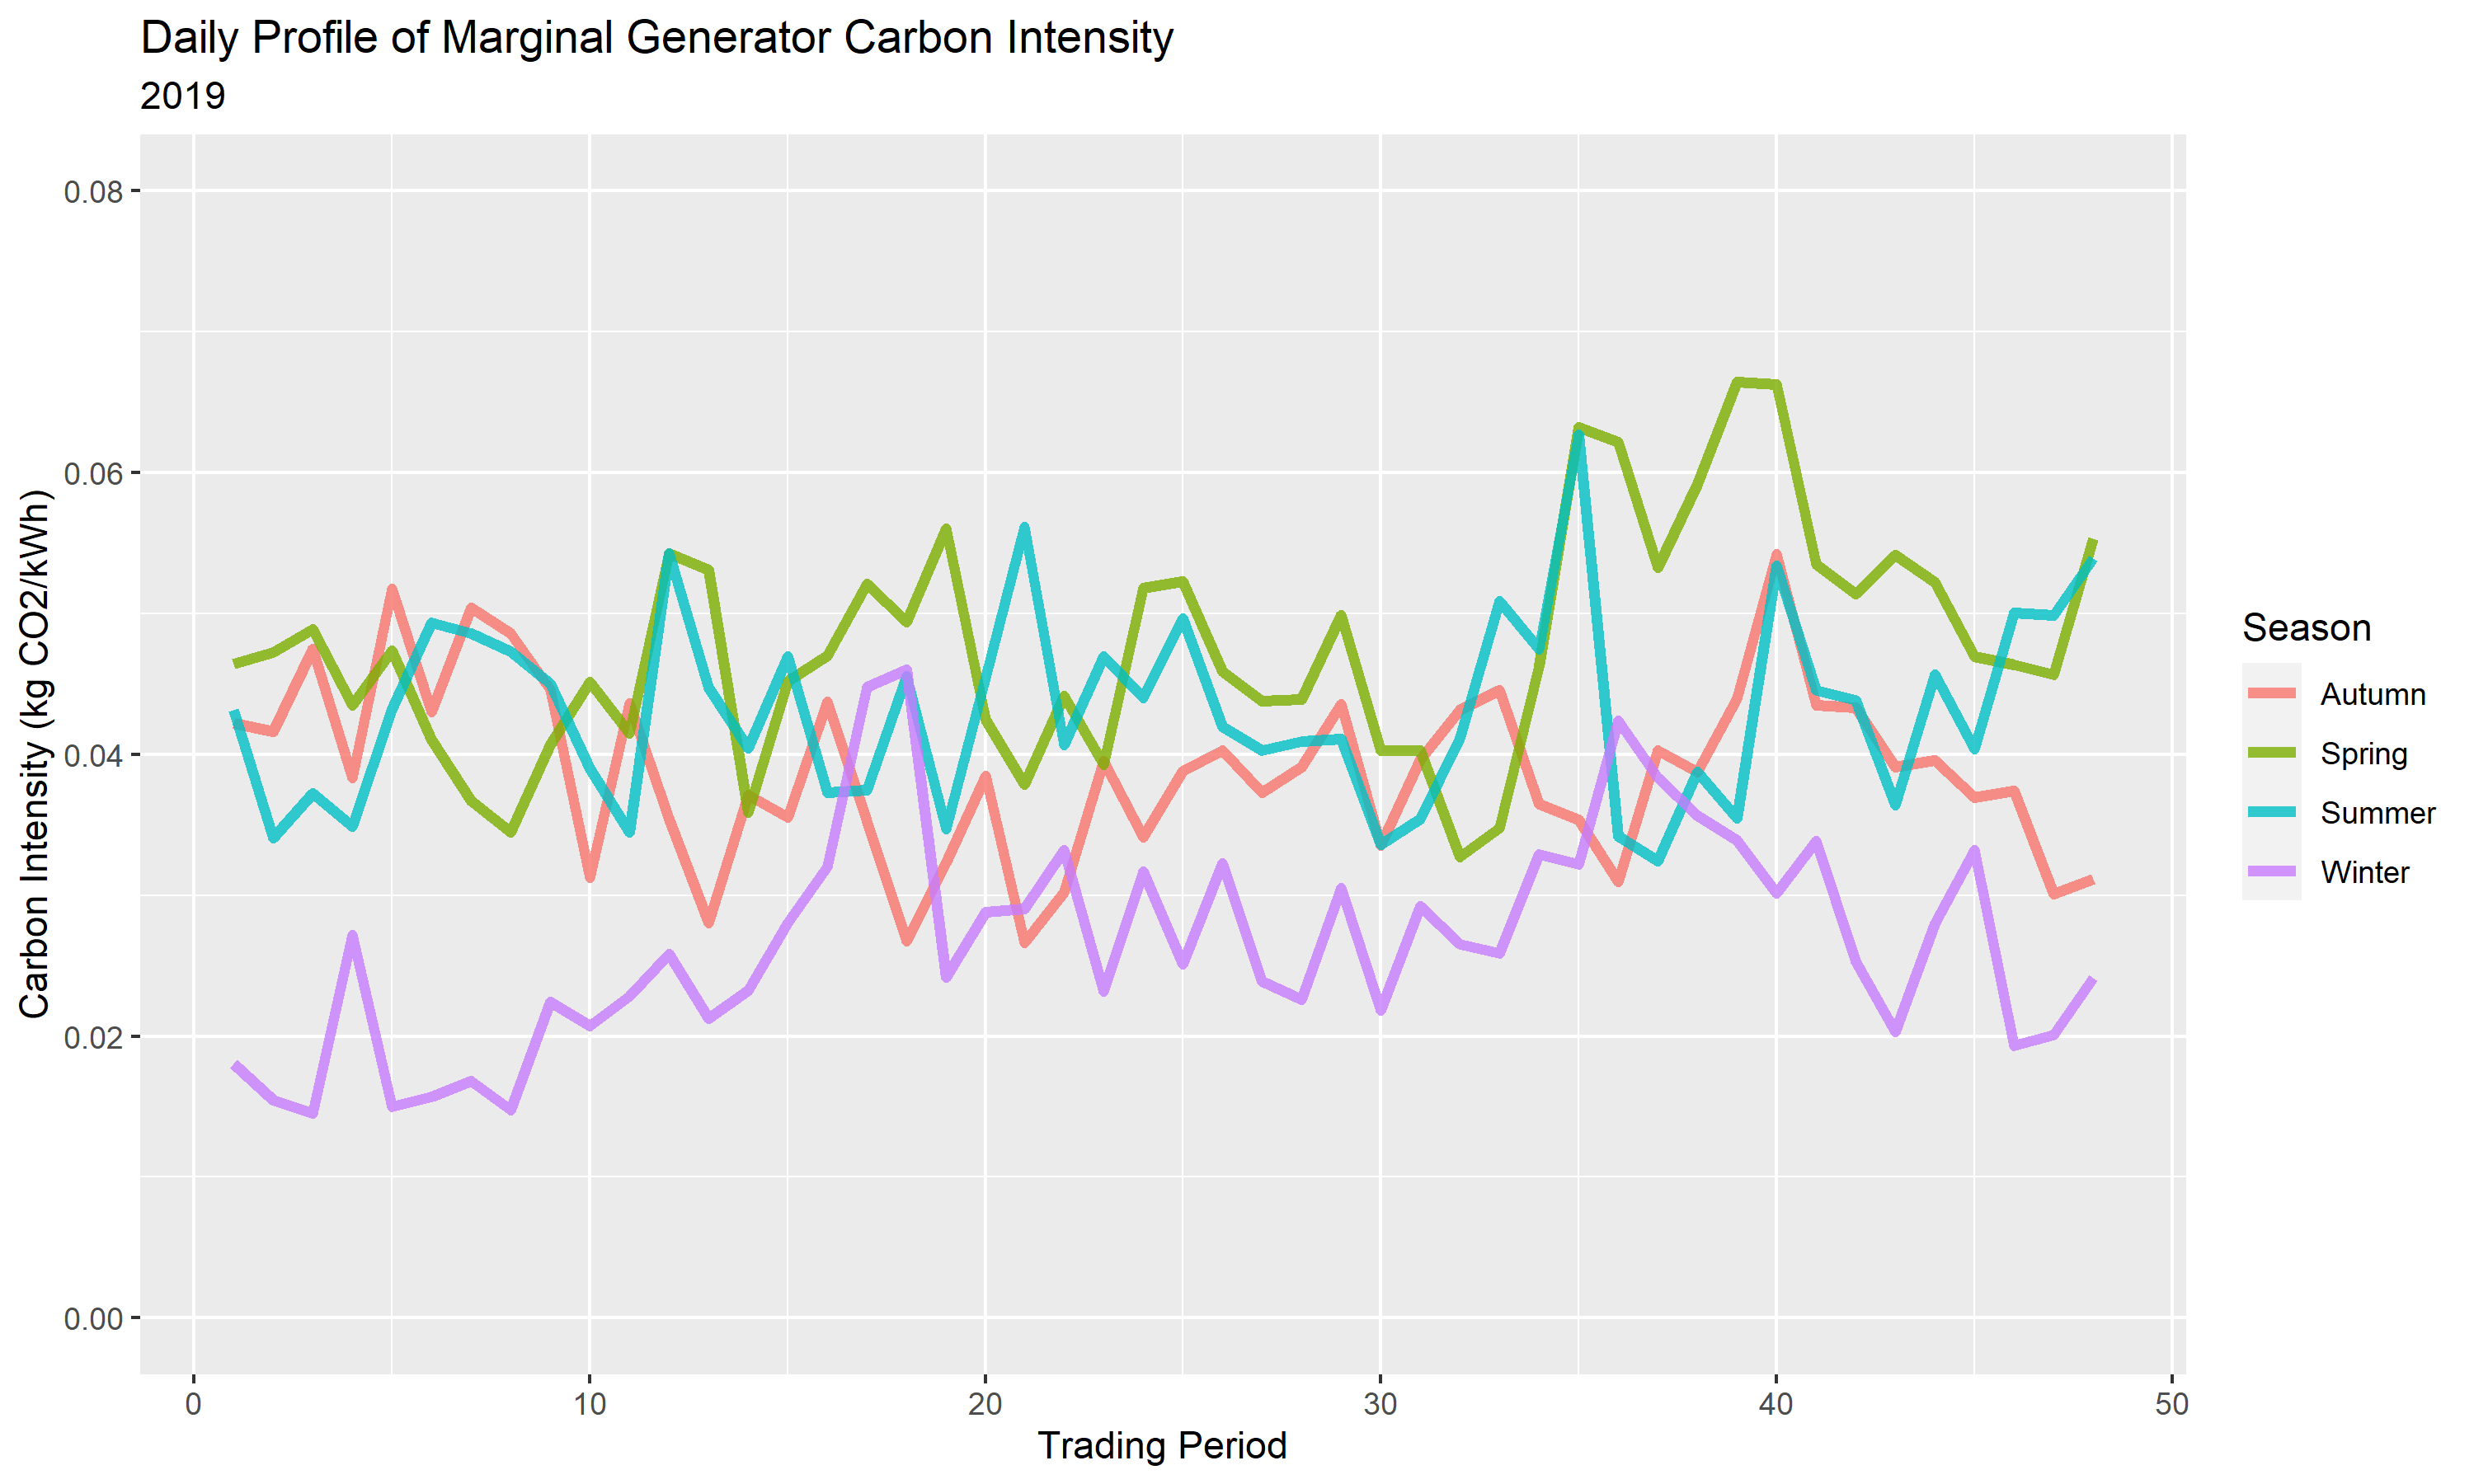 Daily Profile of Marginal Generator Carbon Intensity
2019
Carbon Intensity (kg CO2/kWh)
0.08
0.06
0.04
0.02
0.00
0
10
20
30
40
50
Trading Period
Season
Autumn
Spring
Summer
Winter